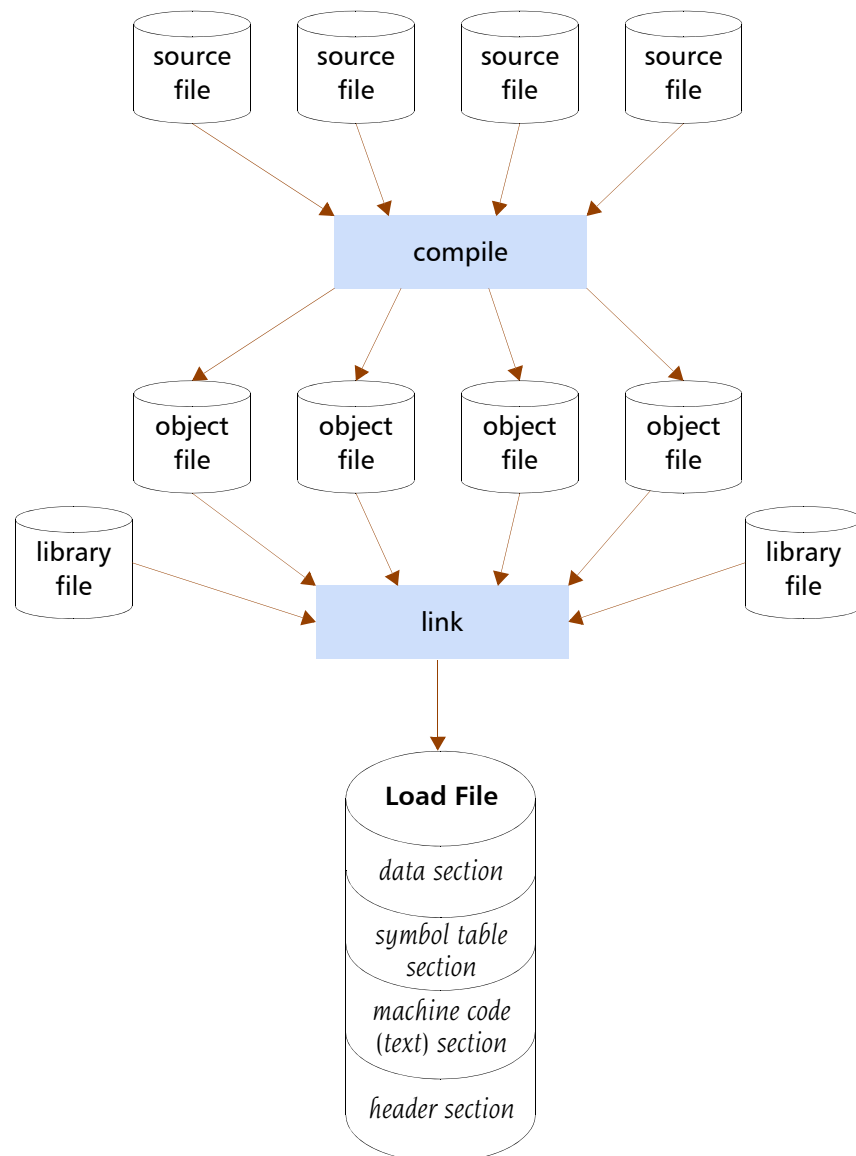 source
file
source
file
source
file
source
file
compile
object
file
object
file
object
file
object
file
library
file
library
file
link
Load File
data section
symbol table
section
machine code
(text) section
header section